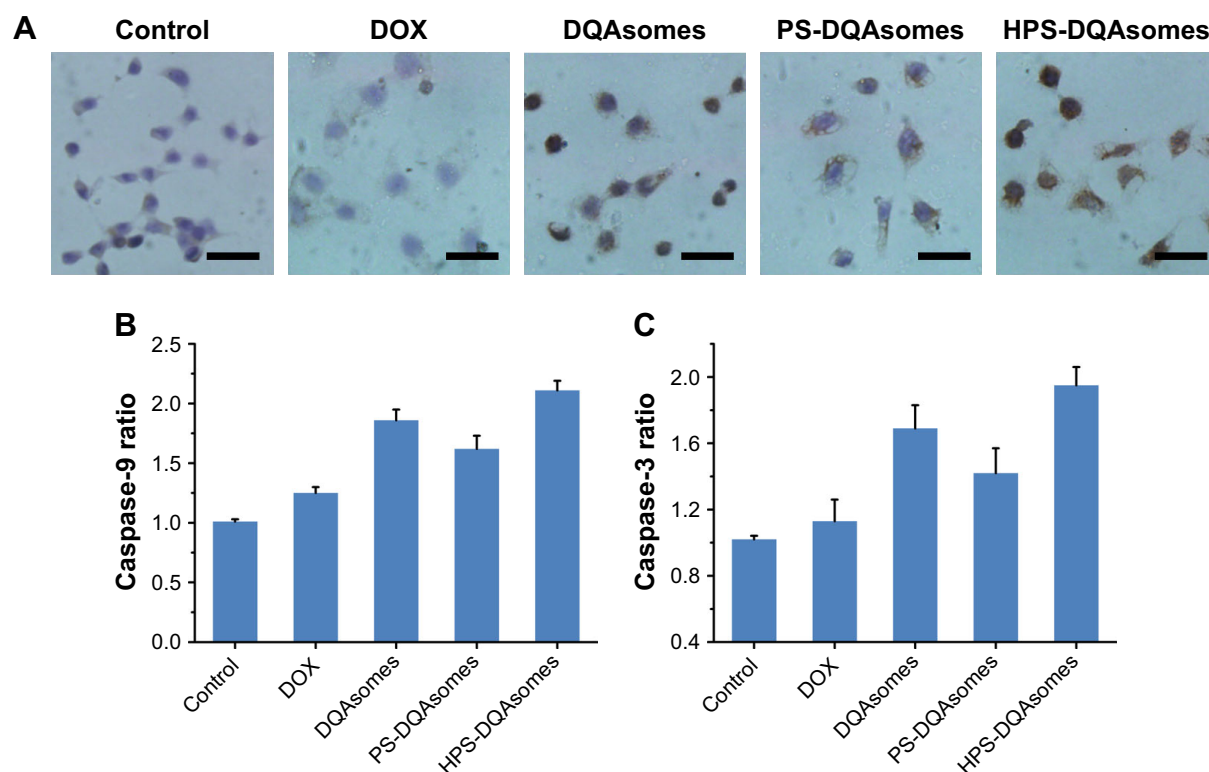 A
Control
DOX
DQAsomes
PS-DQAsomes
HPS-DQAsomes
B
Caspase-9 ratio
2.5
2.0
1.5
1.0
0.5
0.0
Control
DOX
DQAsomes
PS-DQAsomes
HPS-DQAsomes
C
Caspase-3 ratio
2.0
1.6
1.2
0.8
0.4
Control
DOX
DQAsomes
PS-DQAsomes
HPS-DQAsomes